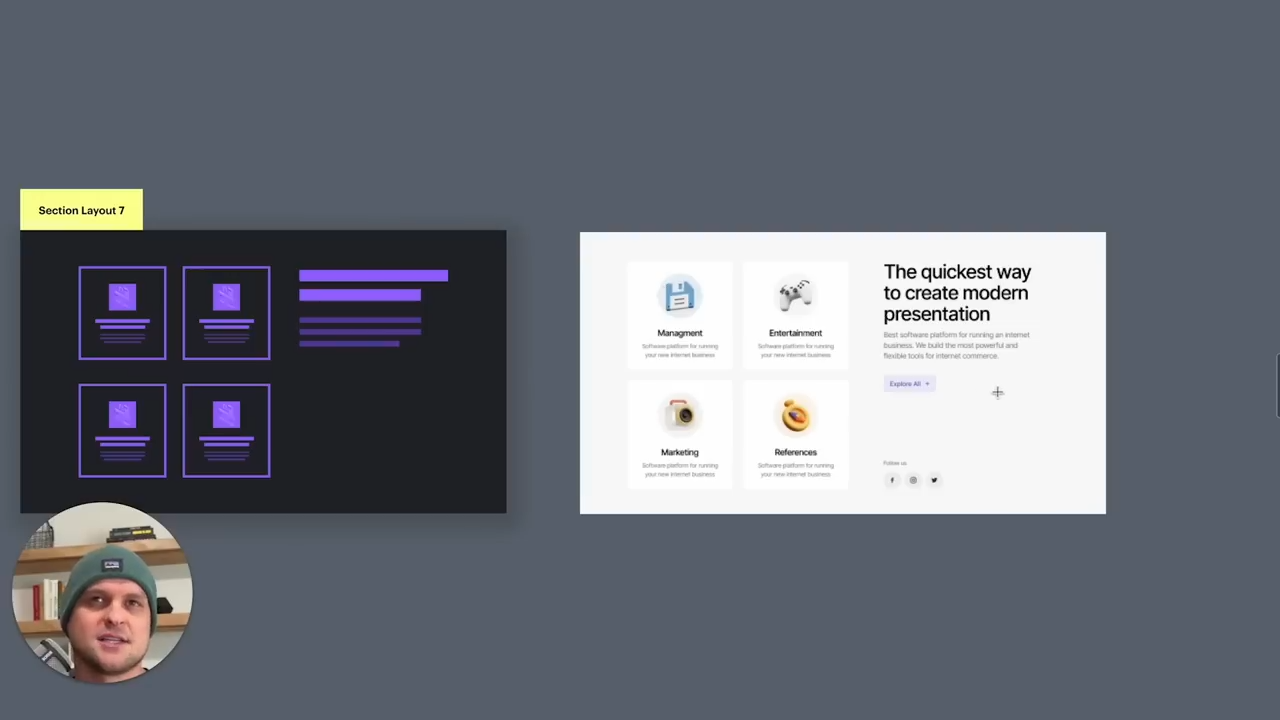 Section Layout 7
Managment
Software platform for running
your new internet business
Entertainment
Software platform for running
your new internet business
Marketing
Software platform for running
your new internet business
References
Software platform for running
your new internet business
The quickest way
to create modern
presentation
Best software platform for running an internet
business. We build the most powerful and
flexible tools for internet commerce.
Explore All +
Follow us